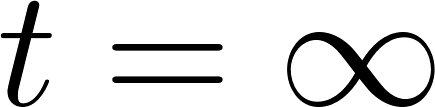 t = ∞